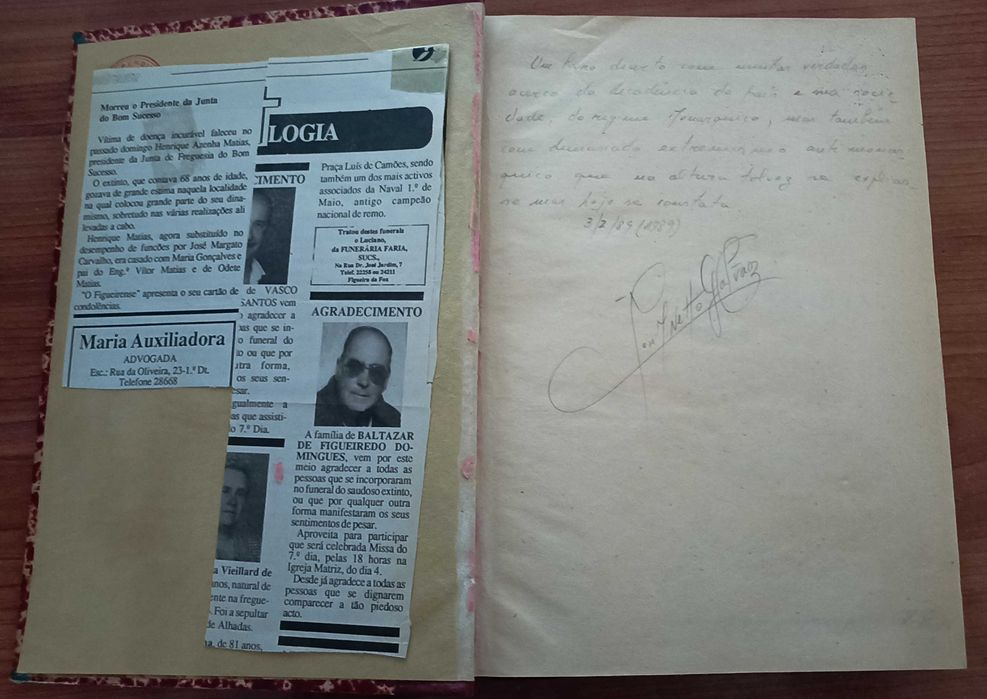 Morreu o Presidente da Junta
do Bom Sucesso
Vítima de doença incurável faleceu no
passado domingo Henrique Azenha Matias,
presidente da Junta de Freguesia do Bom
Sucesso.
O extinto, que contava 68 anos de idade,
gozava de grande estima naquela localidade
na qual colocou grande parte do seu dina-
mismo, sobretudo nas várias realizações ali
levadas a cabo.
Henrique Matias, agora substituído no
desempenho de funções por José Margato
Carvalho, era casado com Maria Gonçalves e
pai do Eng.º Vítor Matias e de Odete
Matias.
"O Figueirense" apresenta o seu cartão de
condolências.
Maria Auxiliadora
ADVOGADA
Esc.: Rua da Oliveira, 23-1.º Dt.
Telefone 28668
LOGIA
CIMENTO
de VASCO
SANTOS vem
agradecer a
oas que se in-
o funeral do
io ou que por
utra forma,
os seus sen-
esar.
gualmente a
as que assisti-
o 7.º Dia.
a Vieillard de
anos, natural de
ente na fregue-
. Foi a sepultar
de Alhadas.
na, de 81 anos,
Praça Luís de Camões, sendo
também um dos mais activos
associados da Naval 1.º de
Maio, antigo campeão
nacional de remo.
Tratou destes funerais
o Luciano,
da FUNERÁRIA FARIA,
SUCS.,
Na Rua Dr. José Jardim, 7
Telef. 22258 ou 24211
Figueira da Foz
AGRADECIMENTO
A família de BALTAZAR
DE FIGUEIREDO DO-
MINGUES, vem por este
meio agradecer a todas as
pessoas que se incorporaram
no funeral do saudoso extinto,
ou que por qualquer outra
forma manifestaram os seus
sentimentos de pesar.
Aproveita para participar
que será celebrada Missa do
7.º dia, pelas 18 horas na
Igreja Matriz, do dia 4.
Desde já agradece a todas as
pessoas que se dignarem
comparecer a tão piedoso
acto.
Um livro com muitas verdades
acerca da decadência do país e sua socie
dade, do regime Monarquico, mas também
com demasiado extremismo anti monar
quico que na altura talvez se explicas
se mas hoje se constata
3/2/89 (1989)